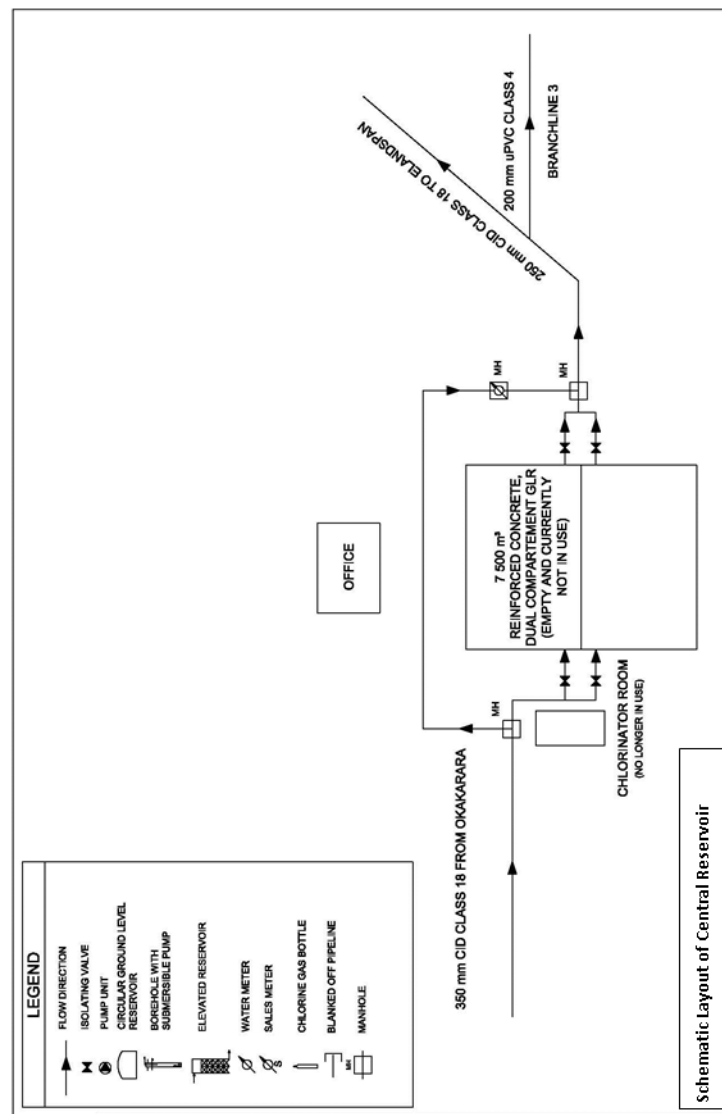 LEGEND
FLOW DIRECTION
ISOLATING VALVE
PUMP UNIT
CIRCULAR GROUND LEVEL
RESERVOIR
BOREHOLE WITH
SUBMERSIBLE PUMP
ELEVATED RESERVOIR
WATER METER
S
SALES METER
CHLORINE GAS BOTTLE
BLANKED OFF PIPELINE
MH
MANHOLE
350 mm CID CLASS 18 FROM OKAKARARA
MH
CHLORINATOR ROOM
(NO LONGER IN USE)
OFFICE
7 500 m³
REINFORCED CONCRETE,
DUAL COMPARTEMENT GLR
(EMPTY AND CURRENTLY
NOT IN USE)
MH
MH
250 mm CID CLASS 18 TO ELANDSPAN
200 mm uPVC CLASS 4
BRANCHLINE 3
Schematic Layout of Central Reservoir